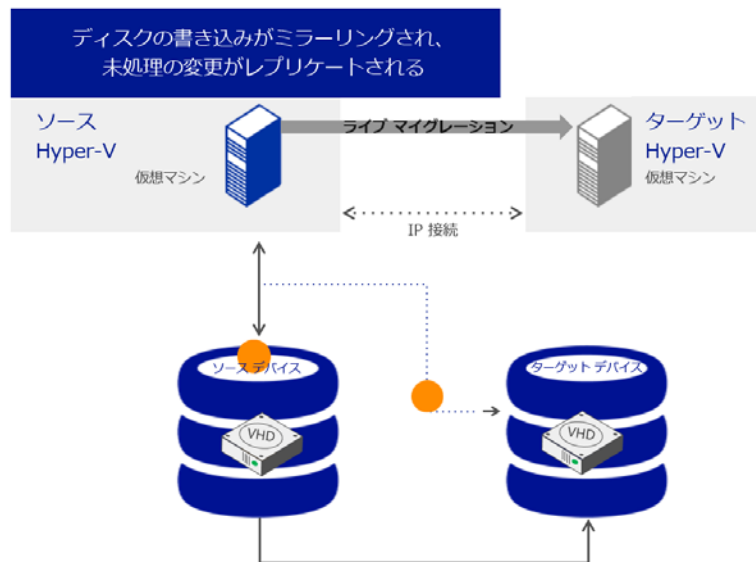 ディスクの書き込みがミラーリングされ、
未処理の変更がレプリケートされる
ソース
Hyper-V
仮想マシン
ライブ マイグレーション
ターゲット
Hyper-V
仮想マシン
IP 接続
ソース デバイス
ターゲット デバイス
VHD
VHD